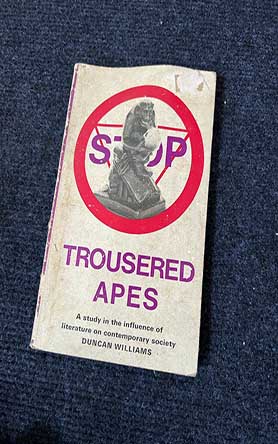 STOP
TROUSERED
APES
A study in the influence of
literature on contemporary society
DUNCAN WILLIAMS